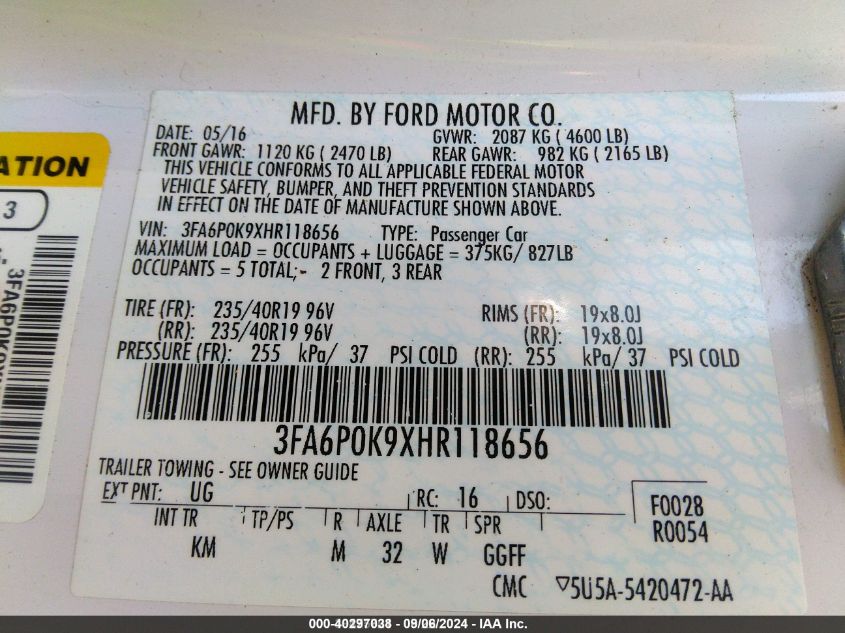 MFD. BY FORD MOTOR CO.
DATE: 05/16 GVWR: 2087 KG ( 4600 LB)
FRONT GAWR: 1120 KG ( 2470 LB) REAR GAWR: 982 KG ( 2165 LB)
THIS VEHICLE CONFORMS TO ALL APPLICABLE FEDERAL MOTOR
VEHICLE SAFETY, BUMPER, AND THEFT PREVENTION STANDARDS
IN EFFECT ON THE DATE OF MANUFACTURE SHOWN ABOVE.
VIN: 3FA6P0K9XHR118656 TYPE: Passenger Car
MAXIMUM LOAD = OCCUPANTS + LUGGAGE = 375KG/ 827LB
OCCUPANTS = 5 TOTAL;- 2 FRONT, 3 REAR
TIRE (FR): 235/40R19 96V RIMS (FR): 19x8.0J
(RR): 235/40R19 96V (RR): 19x8.0J
PRESSURE (FR): 255 kPa/ 37 PSI COLD (RR): 255 kPa/ 37 PSI COLD
3FA6P0K9XHR118656
TRAILER TOWING - SEE OWNER GUIDE
EXT PNT: UG RC: 16 DSO: F0028
R0054
INT TR TP/PS R AXLE TR SPR
KM M 32 W GGFF
CMC ▽5U5A-5420472-AA
ATION
3
3FA6P0K9X
000-40297038 - 09/06/2024 - IAA Inc.